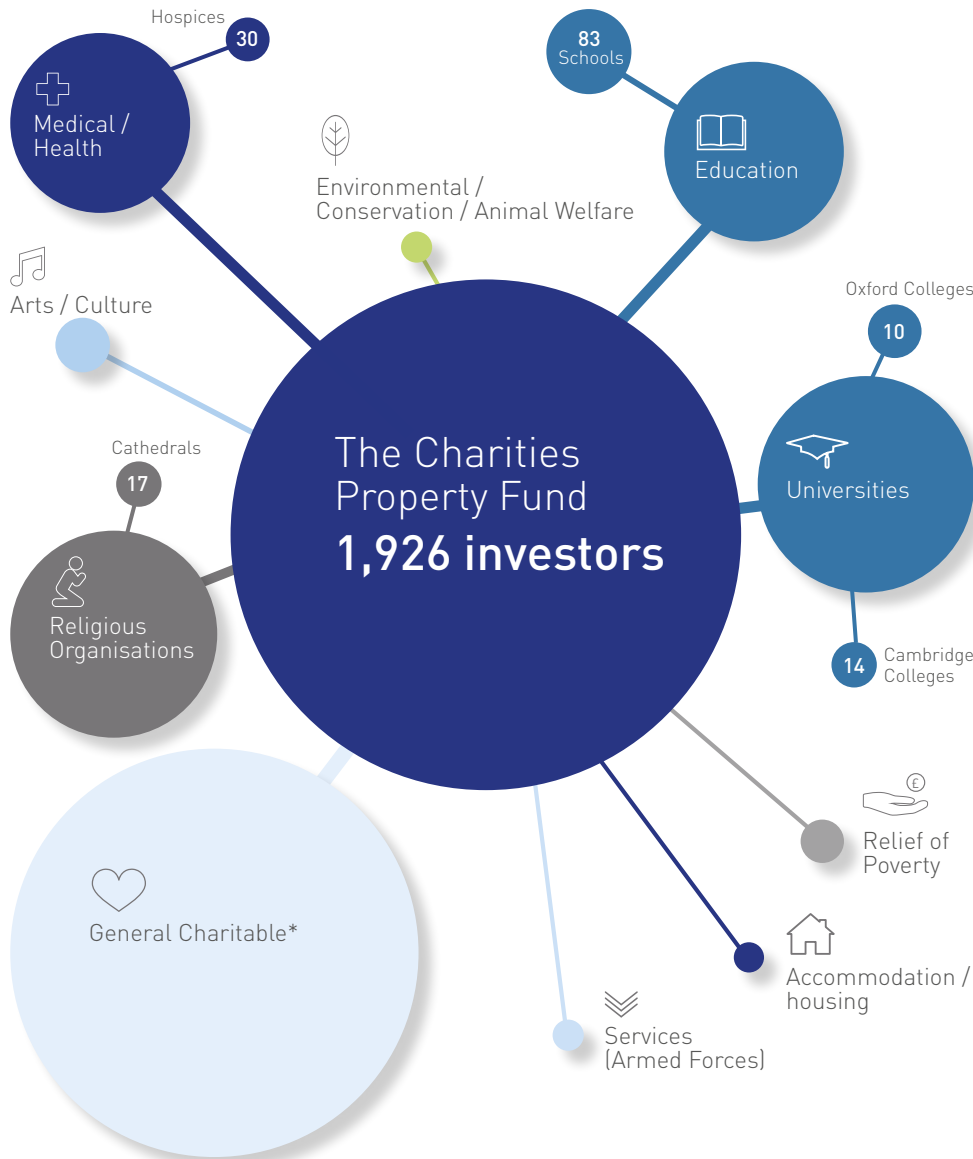 Hospices
30
Medical /
Health
83
Schools
Education
Environmental /
Conservation / Animal Welfare
Arts / Culture
Oxford Colleges
10
Universities
14
Cambridge
Colleges
The Charities
Property Fund
1,926 investors
Cathedrals
17
Religious
Organisations
General Charitable*
£
Relief of
Poverty
Accommodation /
housing
Services
(Armed Forces)